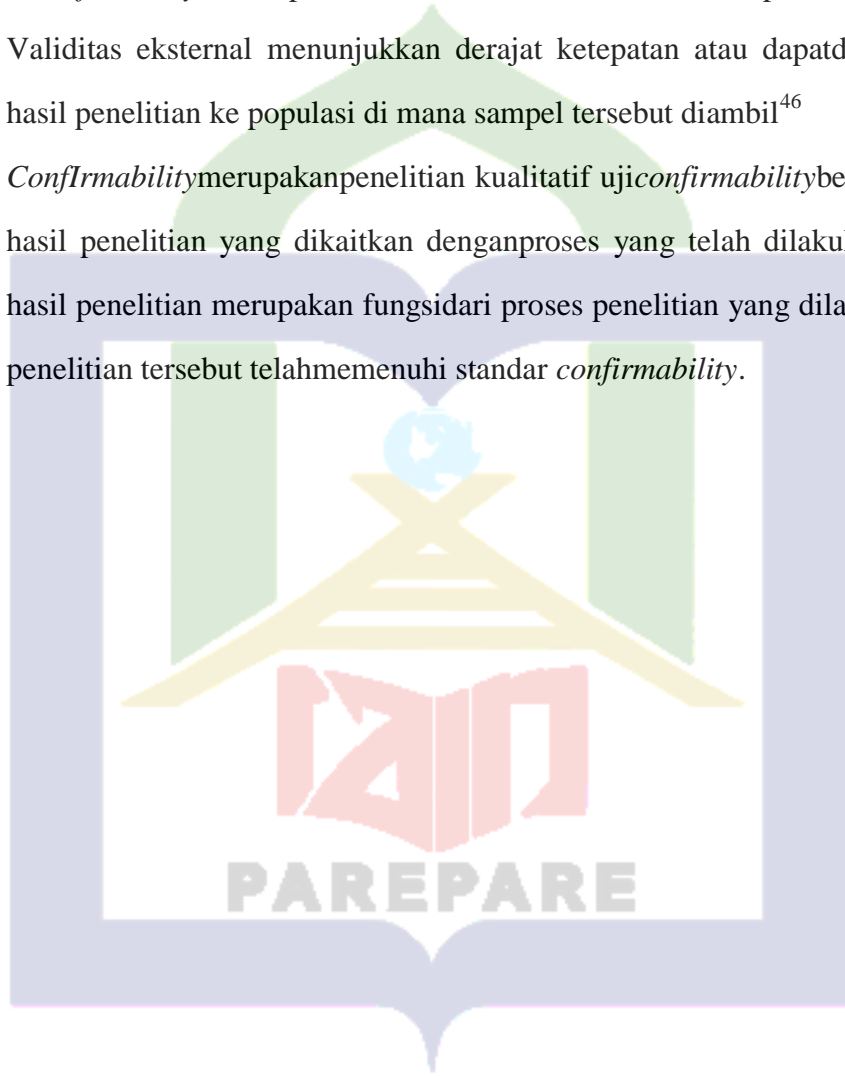 Validitas eksternal menunjukkan derajat ketepatan atau dapatd
hasil penelitian ke populasi di mana sampel tersebut diambil46
ConfIrmabilitymerupakanpenelitian kualitatif ujiconfirmabilitybe
hasil penelitian yang dikaitkan denganproses yang telah dilaku
hasil penelitian merupakan fungsidari proses penelitian yang dila
penelitian tersebut telahmemenuhi standar confirmability.
iain
PAREPARE